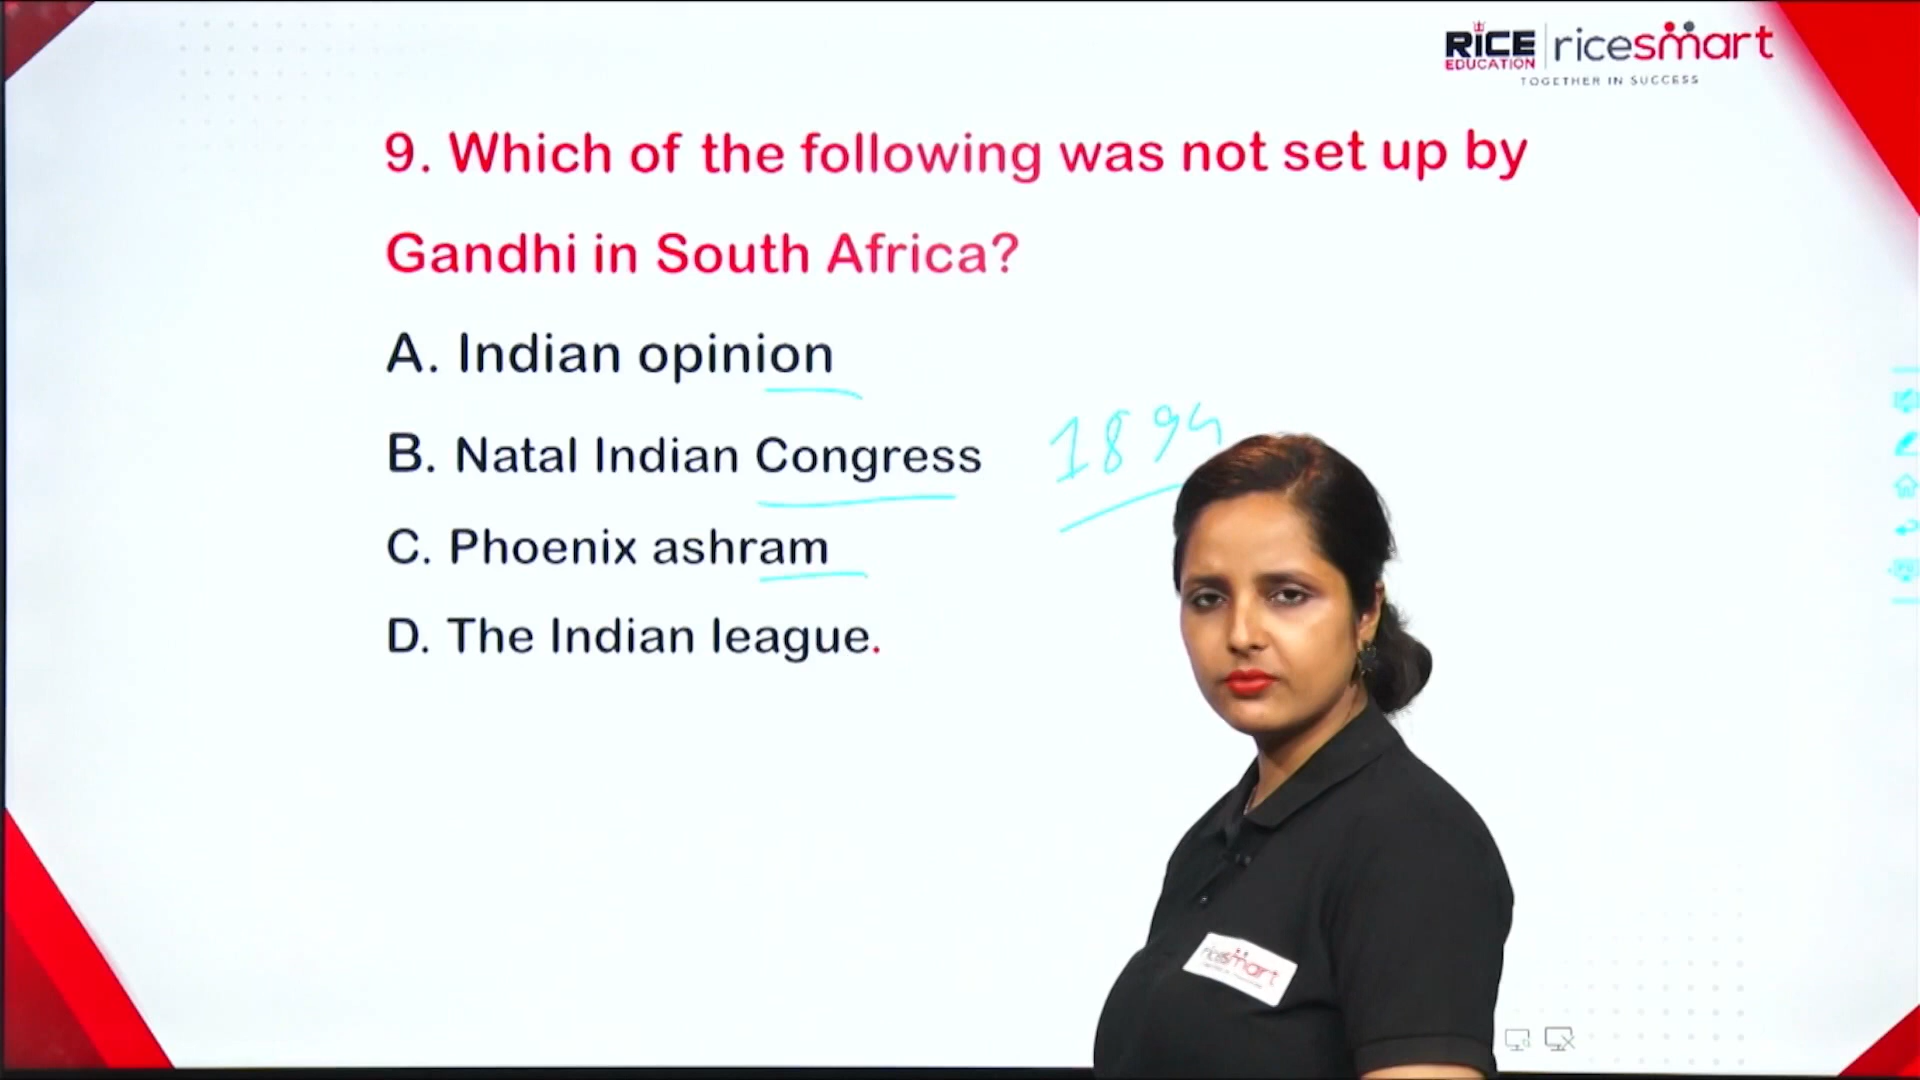 RICE
EDUCATION
ricesmart
TOGETHER IN SUCCESS
9. Which of the following was not set up by
Gandhi in South Africa?
A. Indian opinion
B. Natal Indian Congress
1894
C. Phoenix ashram
D. The Indian league.
ricesmart